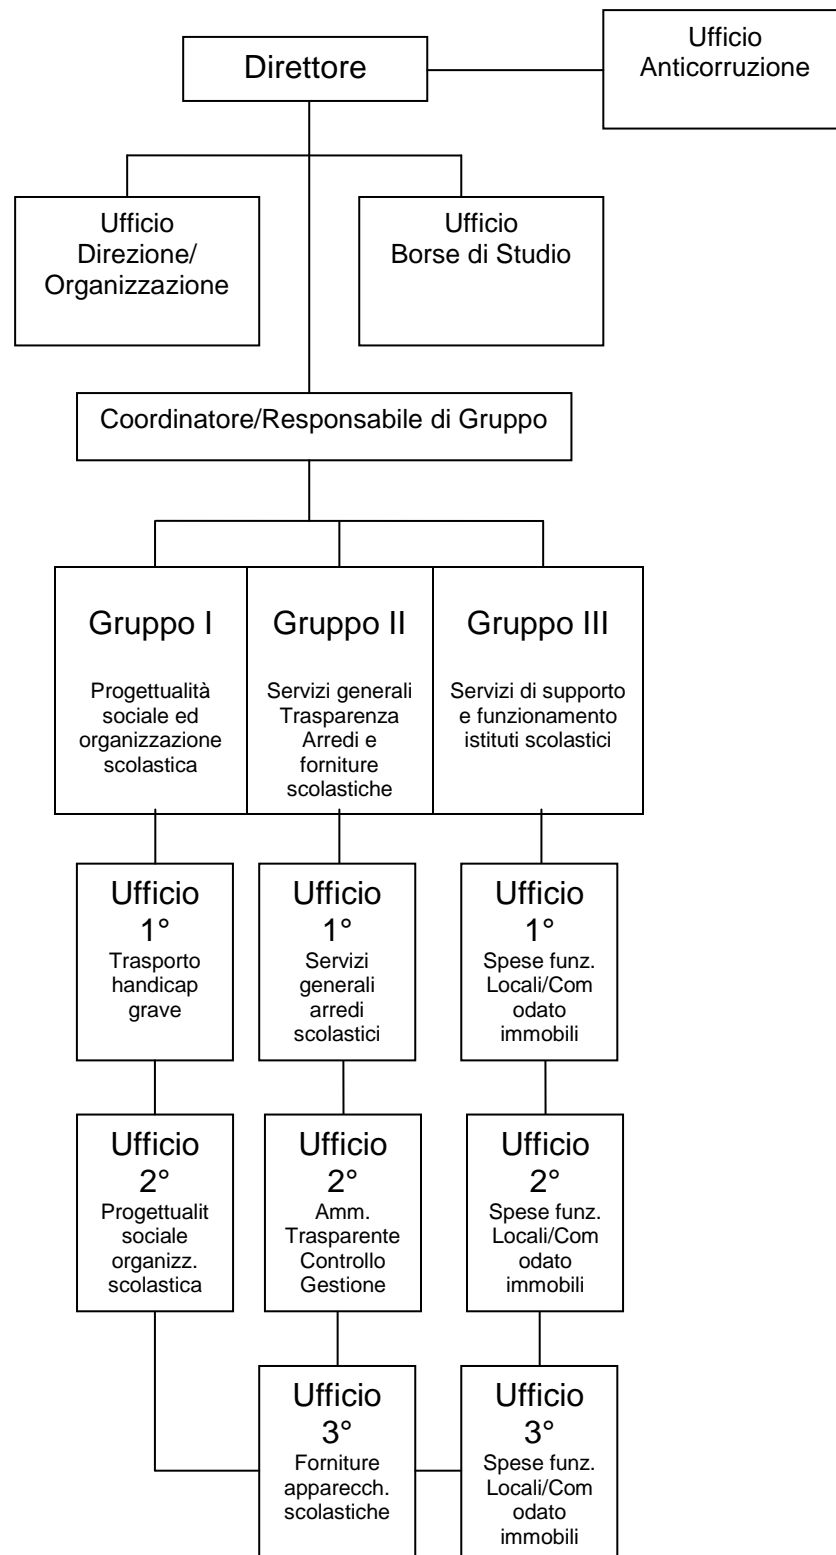 Direttore
Ufficio
Anticorruzione
Ufficio
Direzione/
Organizzazione
Ufficio
Borse di Studio
Coordinatore/Responsabile di Gruppo
Gruppo I
Progettualità
sociale ed
organizzazione
scolastica
Gruppo II
Servizi generali
Trasparenza
Arredi e
forniture
scolastiche
Gruppo III
Servizi di supporto
e funzionamento
istituti scolastici
Ufficio
1°
Trasporto
handicap
grave
Ufficio
1°
Servizi
generali
arredi
scolastici
Ufficio
1°
Spese funz.
Locali/Com
odato
immobili
Ufficio
2°
Progettualit
sociale
organizz.
scolastica
Ufficio
2°
Amm.
Trasparente
Controllo
Gestione
Ufficio
2°
Spese funz.
Locali/Com
odato
immobili
Ufficio
3°
Forniture
apparecch.
scolastiche
Ufficio
3°
Spese funz.
Locali/Com
odato
immobili